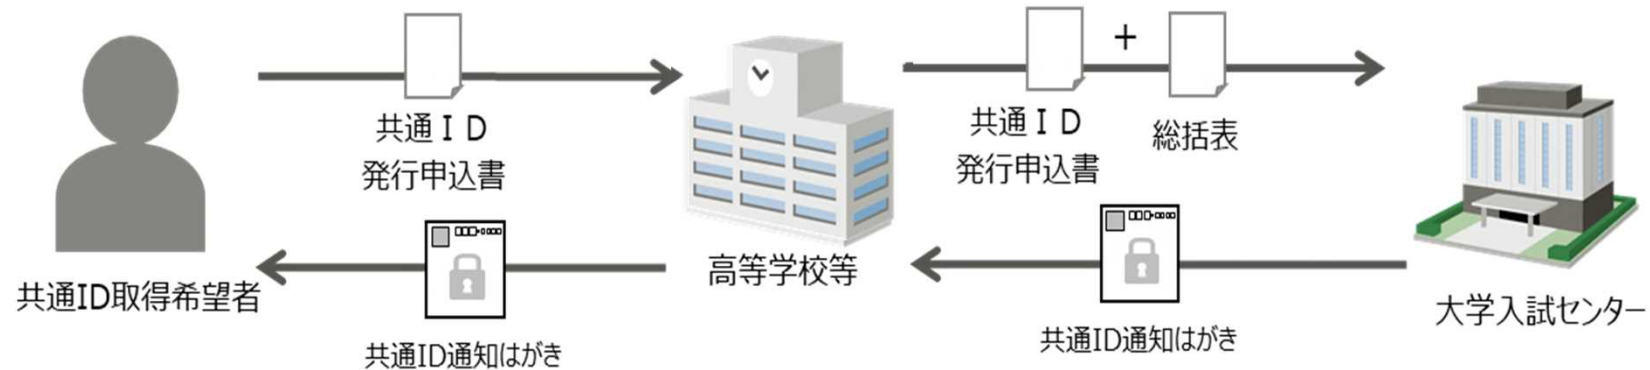 +
共通ＩＤ
発行申込書
共通ＩＤ
発行申込書
総括表
共通ID取得希望者
高等学校等
大学入試センター
共通ID通知はがき
共通ID通知はがき